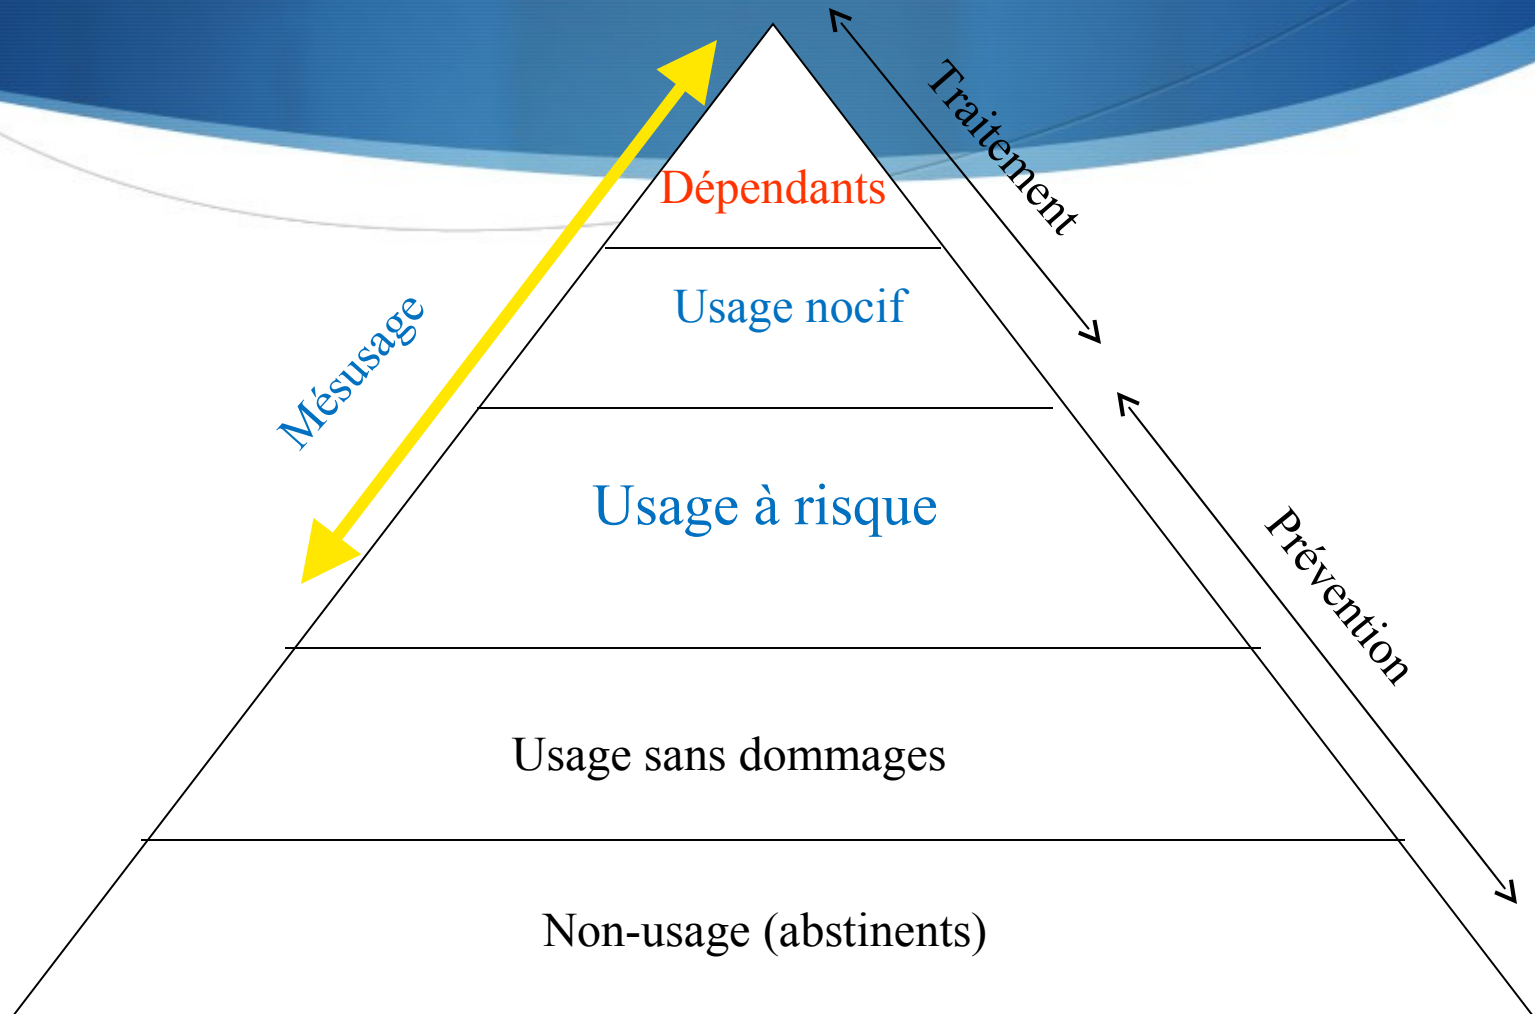 Traitement
Dépendants
Usage nocif
Mésusage
Usage à risque
Prévention
Usage sans dommages
Non-usage (abstinents)